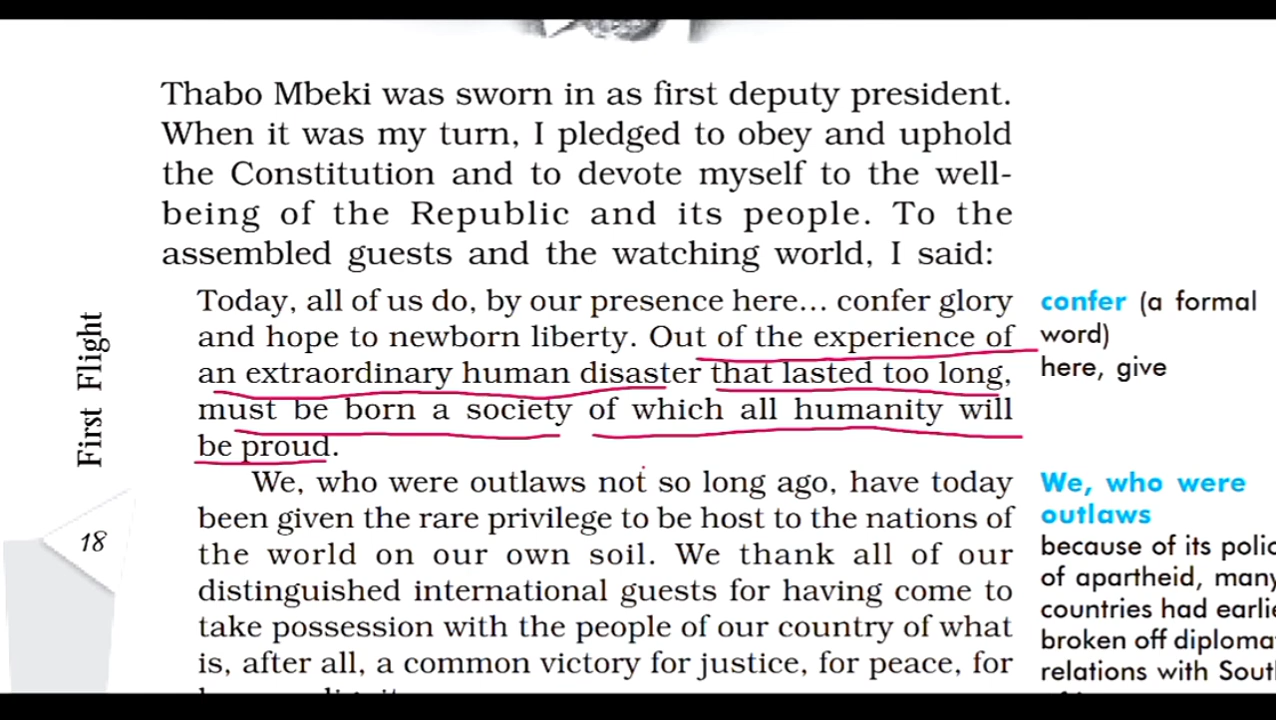 Thabo Mbeki was sworn in as first deputy president.
When it was my turn, I pledged to obey and uphold
the Constitution and to devote myself to the well-
being of the Republic and its people. To the
assembled guests and the watching world, I said:
Today, all of us do, by our presence here... confer glory
and hope to newborn liberty. Out of the experience of
an extraordinary human disaster that lasted too long,
must be born a society of which all humanity will
be proud.
We, who were outlaws not so long ago, have today
been given the rare privilege to be host to the nations of
the world on our own soil. We thank all of our
distinguished international guests for having come to
take possession with the people of our country of what
is, after all, a common victory for justice, for peace, for
confer (a formal
word)
here, give
We, who were
outlaws
because of its polic
of apartheid, many
countries had earlie
broken off diploma
relations with Sout
First Flight
18